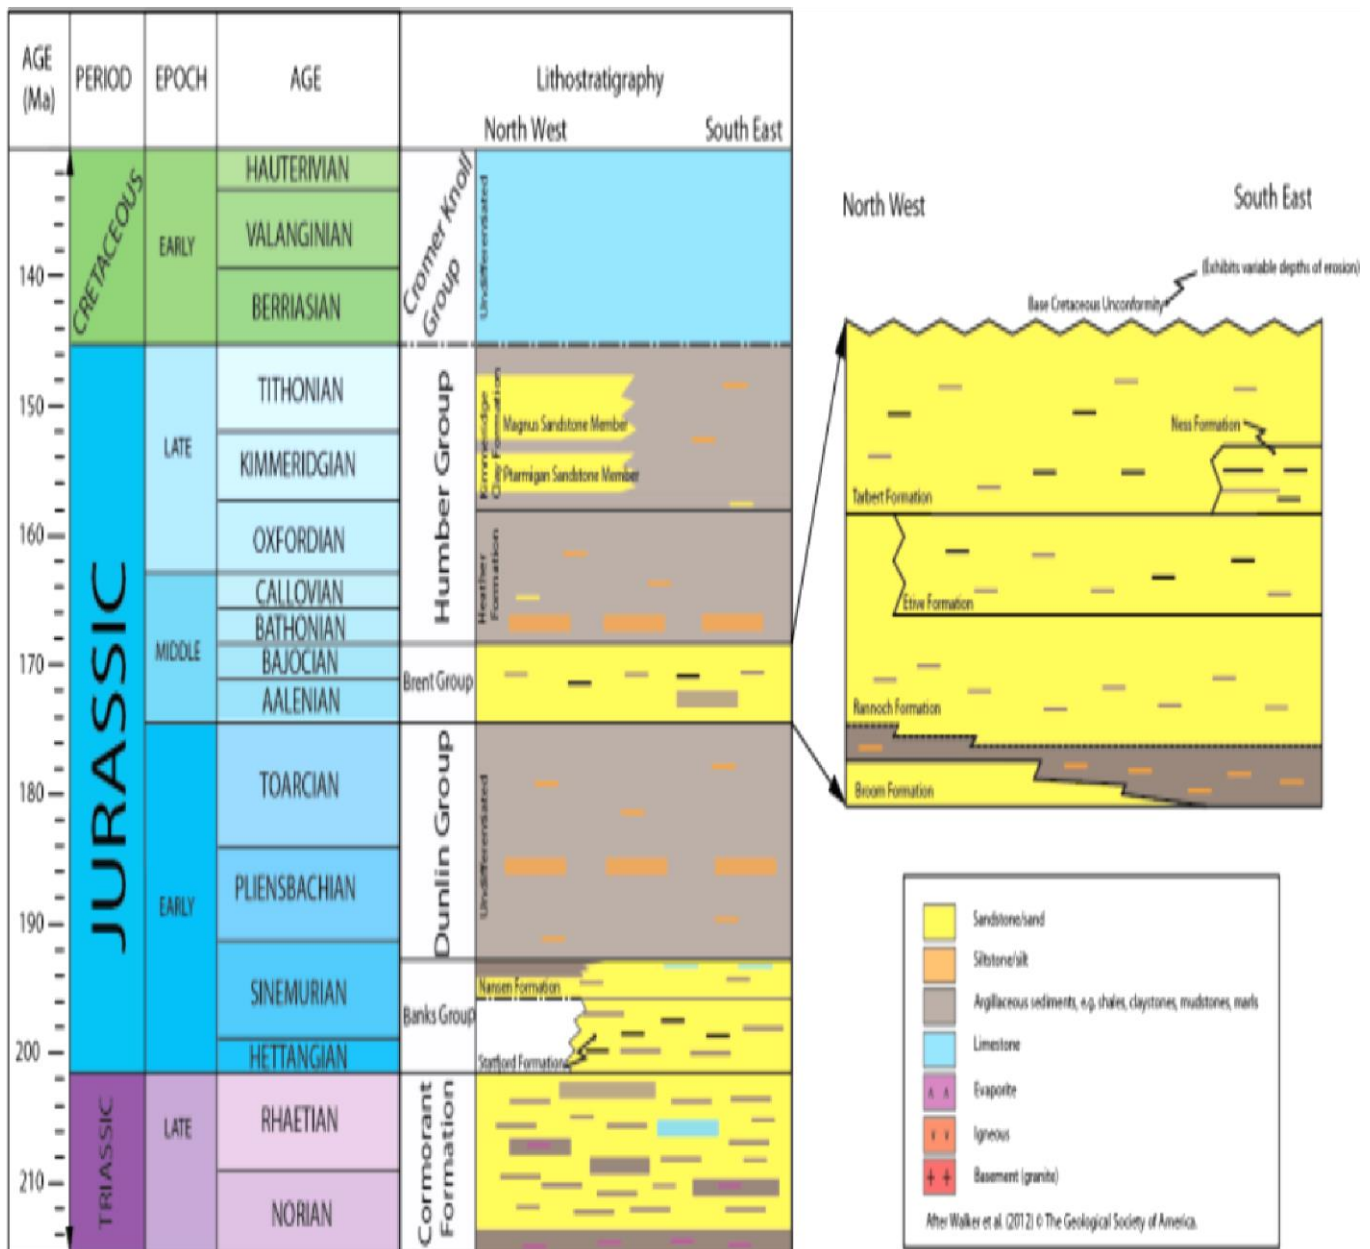 AGE
(Ma)
PERIOD
EPOCH
AGE
Lithostratigraphy
North West
South East
CRETACEOUS
EARLY
HAUTERIVIAN
VALANGINIAN
BERRIASIAN
Cromer Knoll
Group
Undifferentiated
140
JURASSIC
LATE
TITHONIAN
KIMMERIDGIAN
OXFORDIAN
150
160
Humber Group
Kimmeridge
Clay Formation
Magnus Sandstone Member
Ptarmigan Sandstone Member
Heather
Formation
MIDDLE
CALLOVIAN
BATHONIAN
BAJOCIAN
AALENIAN
170
Brent Group
EARLY
TOARCIAN
PLIENSBACHIAN
SINEMURIAN
HETTANGIAN
180
190
200
Dunlin Group
Undifferentiated
Banks Group
Nansen Formation
Statfjord Formation
TRIASSIC
LATE
RHAETIAN
NORIAN
210
Cormorant
Formation
North West
South East
(Exhibits variable depths of erosion)
Base Cretaceous Unconformity
Ness Formation
Tarbert Formation
Etive Formation
Rannoch Formation
Broom Formation
Sandstone/sand
Siltstone/silt
Argillaceous sediments, e.g. shales, claystones, mudstones, marls
Limestone
Evaporite
Igneous
Basement (granite)
After Walker et al. (2012) © The Geological Society of America.